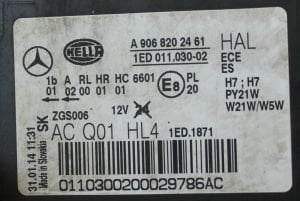 HELLA
A 906 820 24 61
1ED 011.030-02
HAL
ECE
ES
1b A RL HR HC 6601
01 02 00 01 01
E8
PL
20
H7 ; H7
PY21W
W21W/W5W
ZGS006
12V
AC Q01 HL4
1ED.1871
SK
31.01.14 11:31
Made in Slovakia
0110300200029786AC